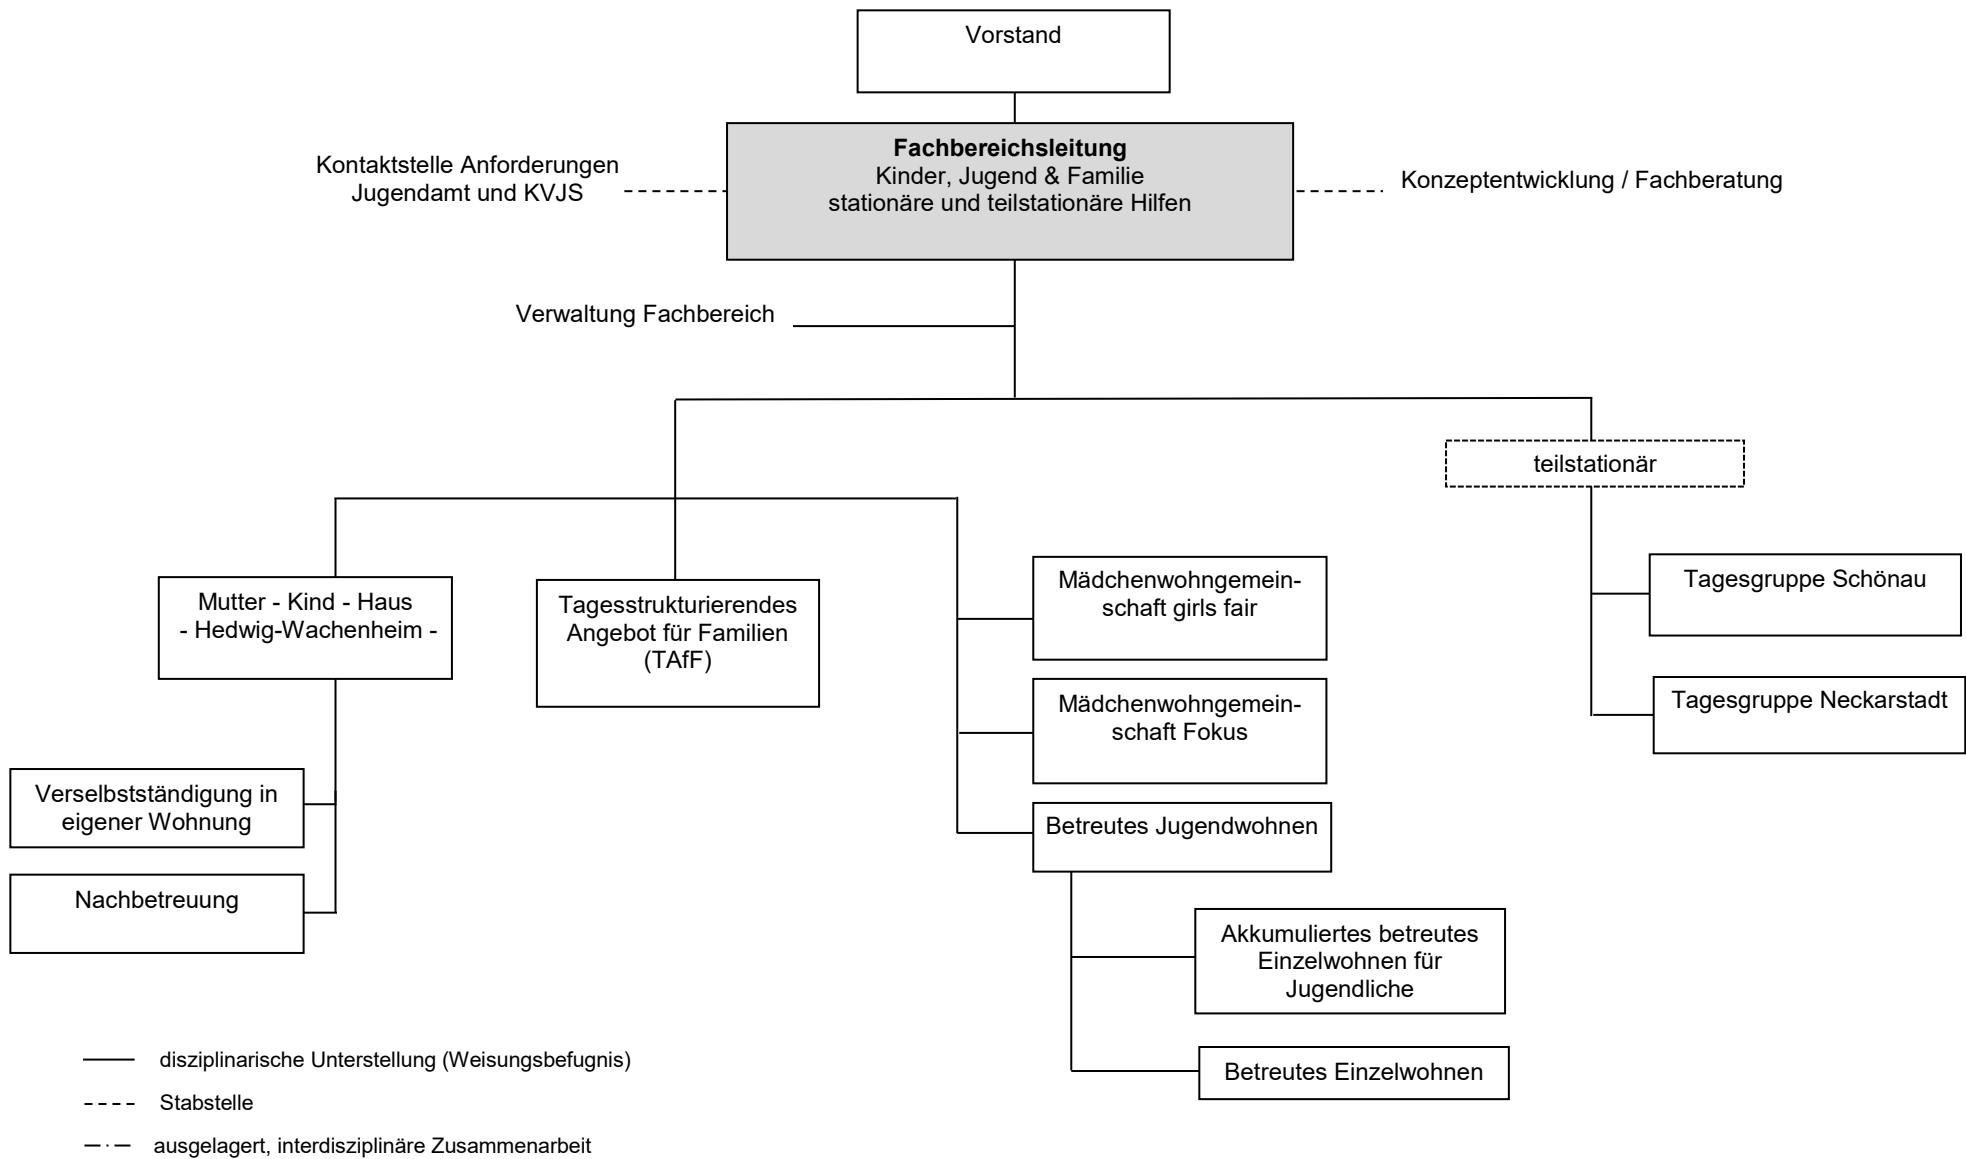 Vorstand
Fachbereichsleitung
Kinder, Jugend & Familie
stationäre und teilstationäre Hilfen
Kontaktstelle Anforderungen
Jugendamt und KVJS
Konzeptentwicklung / Fachberatung
Verwaltung Fachbereich
teilstationär
Mutter - Kind - Haus
- Hedwig-Wachenheim -
Tagesstrukturierendes
Angebot für Familien
(TAfF)
Mädchenwohngemein-
schaft girls fair
Tagesgruppe Schönau
Mädchenwohngemein-
schaft Fokus
Tagesgruppe Neckarstadt
Verselbstständigung in
eigener Wohnung
Betreutes Jugendwohnen
Nachbetreuung
Akkumuliertes betreutes
Einzelwohnen für
Jugendliche
Betreutes Einzelwohnen
disziplinarische Unterstellung (Weisungsbefugnis)
Stabstelle
ausgelagert, interdisziplinäre Zusammenarbeit